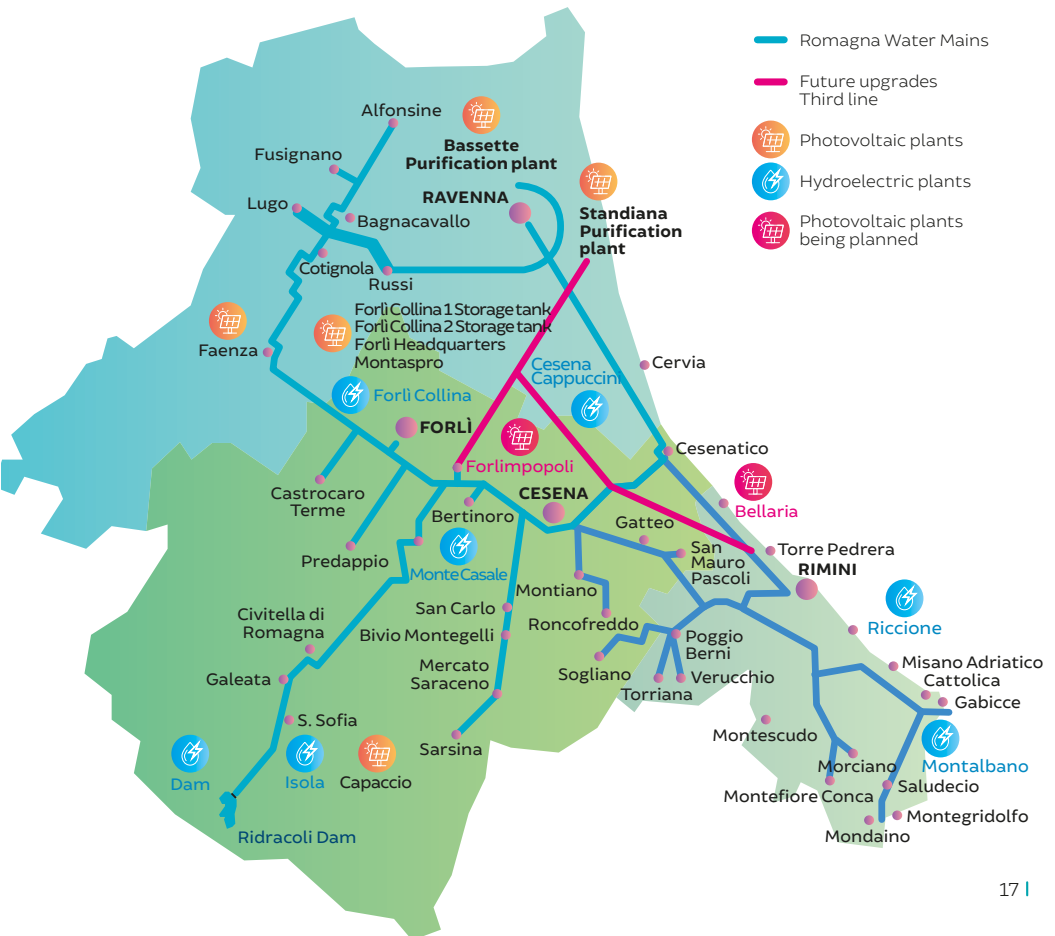 Romagna Water Mains
Future upgrades
Third line
Photovoltaic plants
Hydroelectric plants
Photovoltaic plants
being planned
Alfonsine
Bassette
Purification plant
Fusignano
RAVENNA
Lugo
Bagnacavallo
Standiana
Purification
plant
Cotignola
Russi
Forlì Collina 1 Storage tank
Forlì Collina 2 Storage tank
Forlì Headquarters
Montaspro
Faenza
Cesena
Cappuccini
Cervia
Forlì Collina
FORLÌ
Cesenatico
Forlimpopoli
Castrocaro
Terme
CESENA
Bellaria
Bertinoro
Gatteo
Predappio
San
Mauro
Pascoli
Torre Pedrera
RIMINI
Monte Casale
Montiano
San Carlo
Roncofreddo
Riccione
Civitella di
Romagna
Bivio Montegelli
Poggio
Berni
Mercato
Saraceno
Sogliano
Torriana
Verucchio
Misano Adriatico
Cattolica
Gabicce
Galeata
S. Sofia
Sarsina
Montescudo
Dam
Isola
Capaccio
Morciano
Montalbano
Montefiore Conca
Saludecio
Montegridolfo
Mondaino
Ridracoli Dam
17